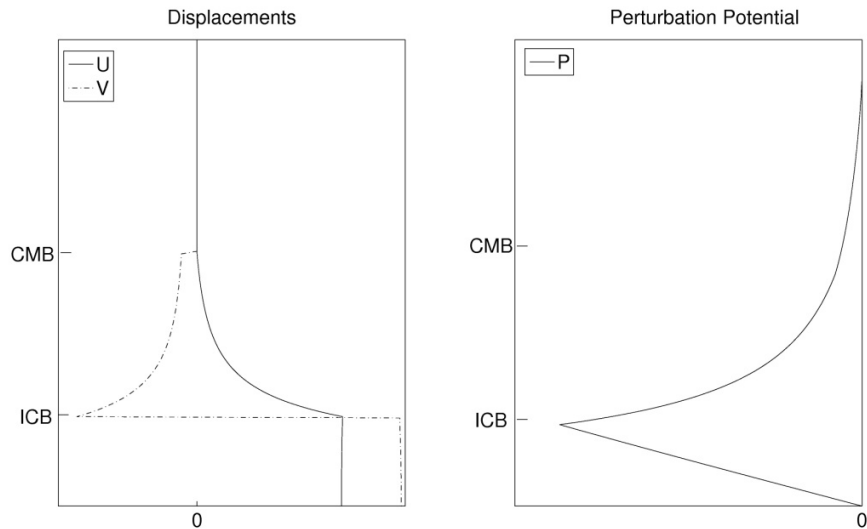 Displacements
U
V
CMB
ICB
0
Perturbation Potential
P
CMB
ICB
0